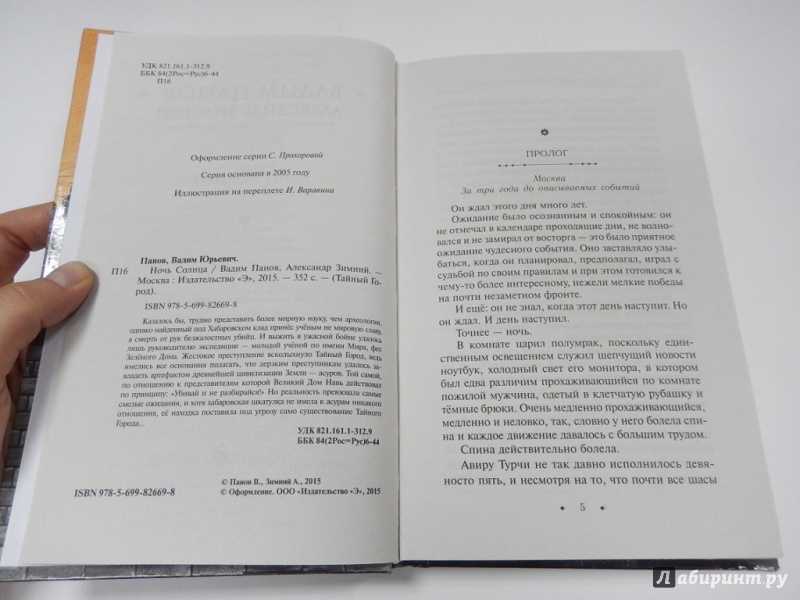 УДК 821.161.1-312.9
ББК 84(2Рос=Рус)6-44
П16
Оформление серии С. Прохоровой
Серия основана в 2005 году
Иллюстрация на переплете И. Варавина
Панов, Вадим Юрьевич.
П16 Ночь Солнца / Вадим Панов, Александр Зимний. —
Москва : Издательство «Э», 2015. — 352 с. — (Тайный Го-
род).
ISBN 978-5-699-82669-8
Казалось бы, трудно представить более мирную науку, чем археология,
однако найденный под Хабаровском клад принёс учёным не мировую славу,
а смерть от рук безжалостных убийц. И выжить в ужасной бойне удалось
лишь руководителю экспедиции — молодой учёной по имени Мира, фее
Зелёного Дома. Жестокое преступление всколыхнуло Тайный Город, ведь
имелись все основания полагать, что дерзким преступникам удалось за-
владеть артефактом древнейшей цивилизации Земли — асуров. Той самой,
по отношению к представителям которой Великий Дом Навь действовал
по принципу: «Убивай и не разбирайся!» Но реальность превзошла самые
смелые ожидания, и хотя хабаровская шкатулка не имела к асурам никакого
отношения, её находка поставила под угрозу само существование Тайного
Города...
УДК 821.161.1-312.9
ББК 84(2Рос=Рус)6-44
© Панов В., Зимний А., 2015
ISBN 978-5-699-82669-8 © Оформление. ООО «Издательство «Э», 2015
ПРОЛОГ
Москва
За три года до описываемых событий
Он ждал этого дня много лет.
Ожидание было осознанным и спокойным: он
не отмечал в календаре проходящие дни, не волно-
вался и не замирал от восторга — это было приятное
ожидание чудесного события. Оно заставляло улы-
баться, когда он планировал, предполагал, играл с
судьбой по своим правилам и при этом готовился к
чему-то более интересному, нежели мелкие победы
на почти незаметном фронте.
И ещё: он не знал, когда этот день наступит. Но
он ждал. И день наступил.
Точнее — ночь.
В комнате царил полумрак, поскольку един-
ственным освещением служил шепчущий новости
ноутбук, холодный свет его монитора, в котором
был едва различим прохаживающийся по комнате
пожилой мужчина, одетый в клетчатую рубашку и
тёмные брюки. Очень медленно прохаживающийся,
медленно и неловко, так, словно у него болела спи-
на и каждое движение давалось с большим трудом.
Спина действительно болела.
Авиру Турчи не так давно исполнилось девя-
носто пять, и несмотря на то, что почти все шасы
5
Лабиринт.ру